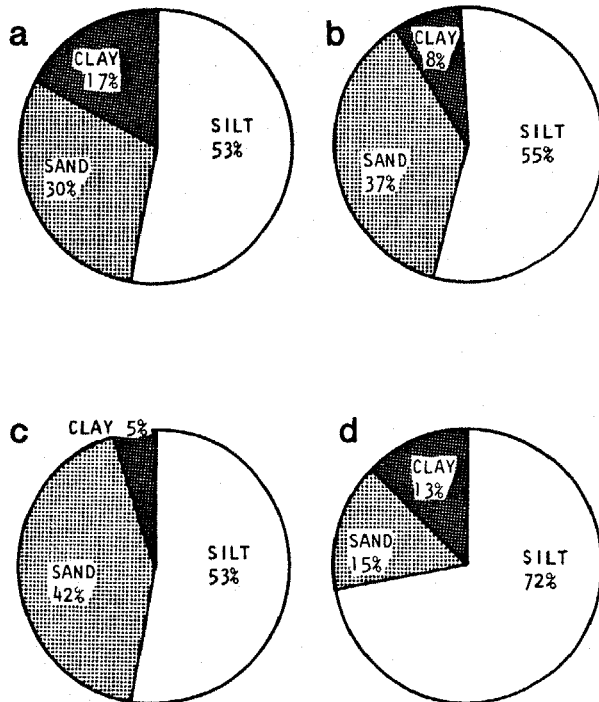 a
CLAY
17%
SILT
53%
SAND
30%
b
CLAY
8%
SILT
55%
SAND
37%
c
CLAY 5%
SILT
53%
SAND
42%
d
CLAY
13%
SILT
72%
SAND
15%